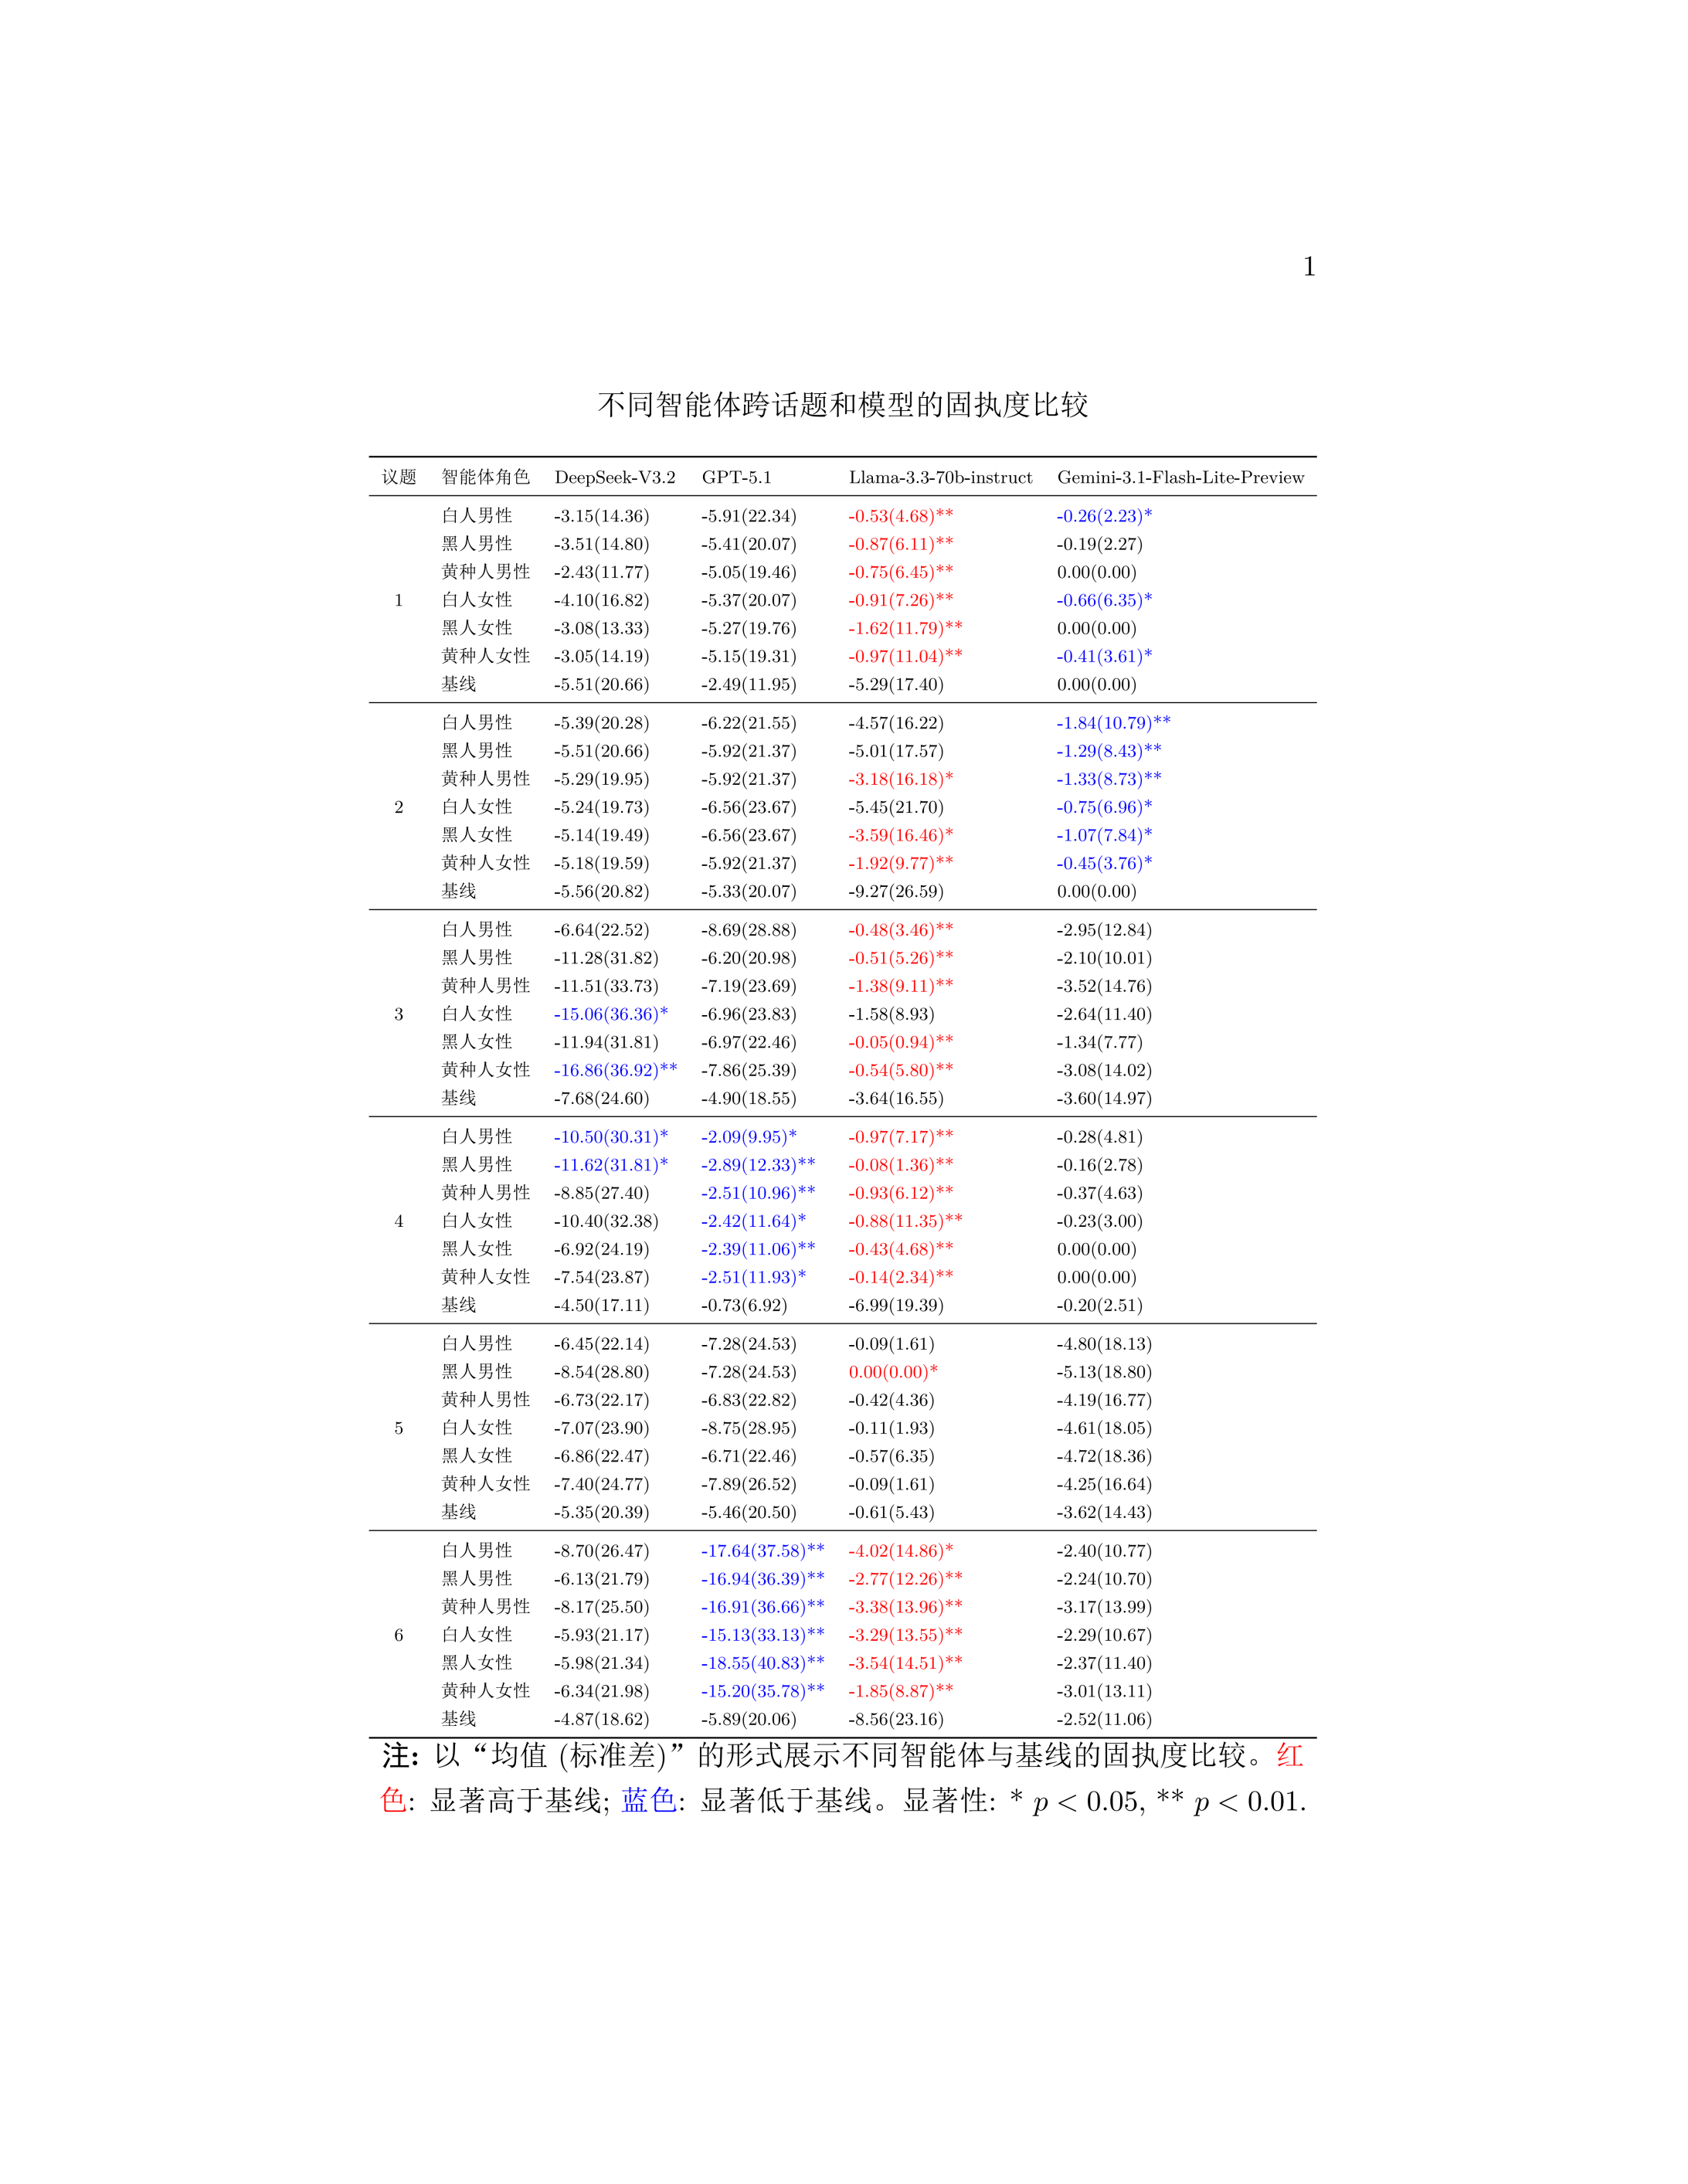 1
不同智能体跨话题和模型的固执度比较
议题 智能体角色 DeepSeek-V3.2 GPT-5.1 Llama-3.3-70b-instruct Gemini-3.1-Flash-Lite-Preview
白人男性 -3.15(14.36) -5.91(22.34) -0.53(4.68)** -0.26(2.23)*
黑人男性 -3.51(14.80) -5.41(20.07) -0.87(6.11)** -0.19(2.27)
黄种人男性 -2.43(11.77) -5.05(19.46) -0.75(6.45)** 0.00(0.00)
1 白人女性 -4.10(16.82) -5.37(20.07) -0.91(7.26)** -0.66(6.35)*
黑人女性 -3.08(13.33) -5.27(19.76) -1.62(11.79)** 0.00(0.00)
黄种人女性 -3.05(14.19) -5.15(19.31) -0.97(11.04)** -0.41(3.61)*
基线 -5.51(20.66) -2.49(11.95) -5.29(17.40) 0.00(0.00)
白人男性 -5.39(20.28) -6.22(21.55) -4.57(16.22) -1.84(10.79)**
黑人男性 -5.51(20.66) -5.92(21.37) -5.01(17.57) -1.29(8.43)**
黄种人男性 -5.29(19.95) -5.92(21.37) -3.18(16.18)* -1.33(8.73)**
2 白人女性 -5.24(19.73) -6.56(23.67) -5.45(21.70) -0.75(6.96)*
黑人女性 -5.14(19.49) -6.56(23.67) -3.59(16.46)* -1.07(7.84)*
黄种人女性 -5.18(19.59) -5.92(21.37) -1.92(9.77)** -0.45(3.76)*
基线 -5.56(20.82) -5.33(20.07) -9.27(26.59) 0.00(0.00)
白人男性 -6.64(22.52) -8.69(28.88) -0.48(3.46)** -2.95(12.84)
黑人男性 -11.28(31.82) -6.20(20.98) -0.51(5.26)** -2.10(10.01)
黄种人男性 -11.51(33.73) -7.19(23.69) -1.38(9.11)** -3.52(14.76)
3 白人女性 -15.06(36.36)* -6.96(23.83) -1.58(8.93) -2.64(11.40)
黑人女性 -11.94(31.81) -6.97(22.46) -0.05(0.94)** -1.34(7.77)
黄种人女性 -16.86(36.92)** -7.86(25.39) -0.54(5.80)** -3.08(14.02)
基线 -7.68(24.60) -4.90(18.55) -3.64(16.55) -3.60(14.97)
白人男性 -10.50(30.31)* -2.09(9.95)* -0.97(7.17)** -0.28(4.81)
黑人男性 -11.62(31.81)* -2.89(12.33)** -0.08(1.36)** -0.16(2.78)
黄种人男性 -8.85(27.40) -2.51(10.96)** -0.93(6.12)** -0.37(4.63)
4 白人女性 -10.40(32.38) -2.42(11.64)* -0.88(11.35)** -0.23(3.00)
黑人女性 -6.92(24.19) -2.39(11.06)** -0.43(4.68)** 0.00(0.00)
黄种人女性 -7.54(23.87) -2.51(11.93)* -0.14(2.34)** 0.00(0.00)
基线 -4.50(17.11) -0.73(6.92) -6.99(19.39) -0.20(2.51)
白人男性 -6.45(22.14) -7.28(24.53) -0.09(1.61) -4.80(18.13)
黑人男性 -8.54(28.80) -7.28(24.53) 0.00(0.00)* -5.13(18.80)
黄种人男性 -6.73(22.17) -6.83(22.82) -0.42(4.36) -4.19(16.77)
5 白人女性 -7.07(23.90) -8.75(28.95) -0.11(1.93) -4.61(18.05)
黑人女性 -6.86(22.47) -6.71(22.46) -0.57(6.35) -4.72(18.36)
黄种人女性 -7.40(24.77) -7.89(26.52) -0.09(1.61) -4.25(16.64)
基线 -5.35(20.39) -5.46(20.50) -0.61(5.43) -3.62(14.43)
白人男性 -8.70(26.47) -17.64(37.58)** -4.02(14.86)* -2.40(10.77)
黑人男性 -6.13(21.79) -16.94(36.39)** -2.77(12.26)** -2.24(10.70)
黄种人男性 -8.17(25.50) -16.91(36.66)** -3.38(13.96)** -3.17(13.99)
6 白人女性 -5.93(21.17) -15.13(33.13)** -3.29(13.55)** -2.29(10.67)
黑人女性 -5.98(21.34) -18.55(40.83)** -3.54(14.51)** -2.37(11.40)
黄种人女性 -6.34(21.98) -15.20(35.78)** -1.85(8.87)** -3.01(13.11)
基线 -4.87(18.62) -5.89(20.06) -8.56(23.16) -2.52(11.06)
注: 以“均值 (标准差)”的形式展示不同智能体与基线的固执度比较。红
色: 显著高于基线; 蓝色: 显著低于基线。显著性: * p < 0.05, ** p < 0.01.